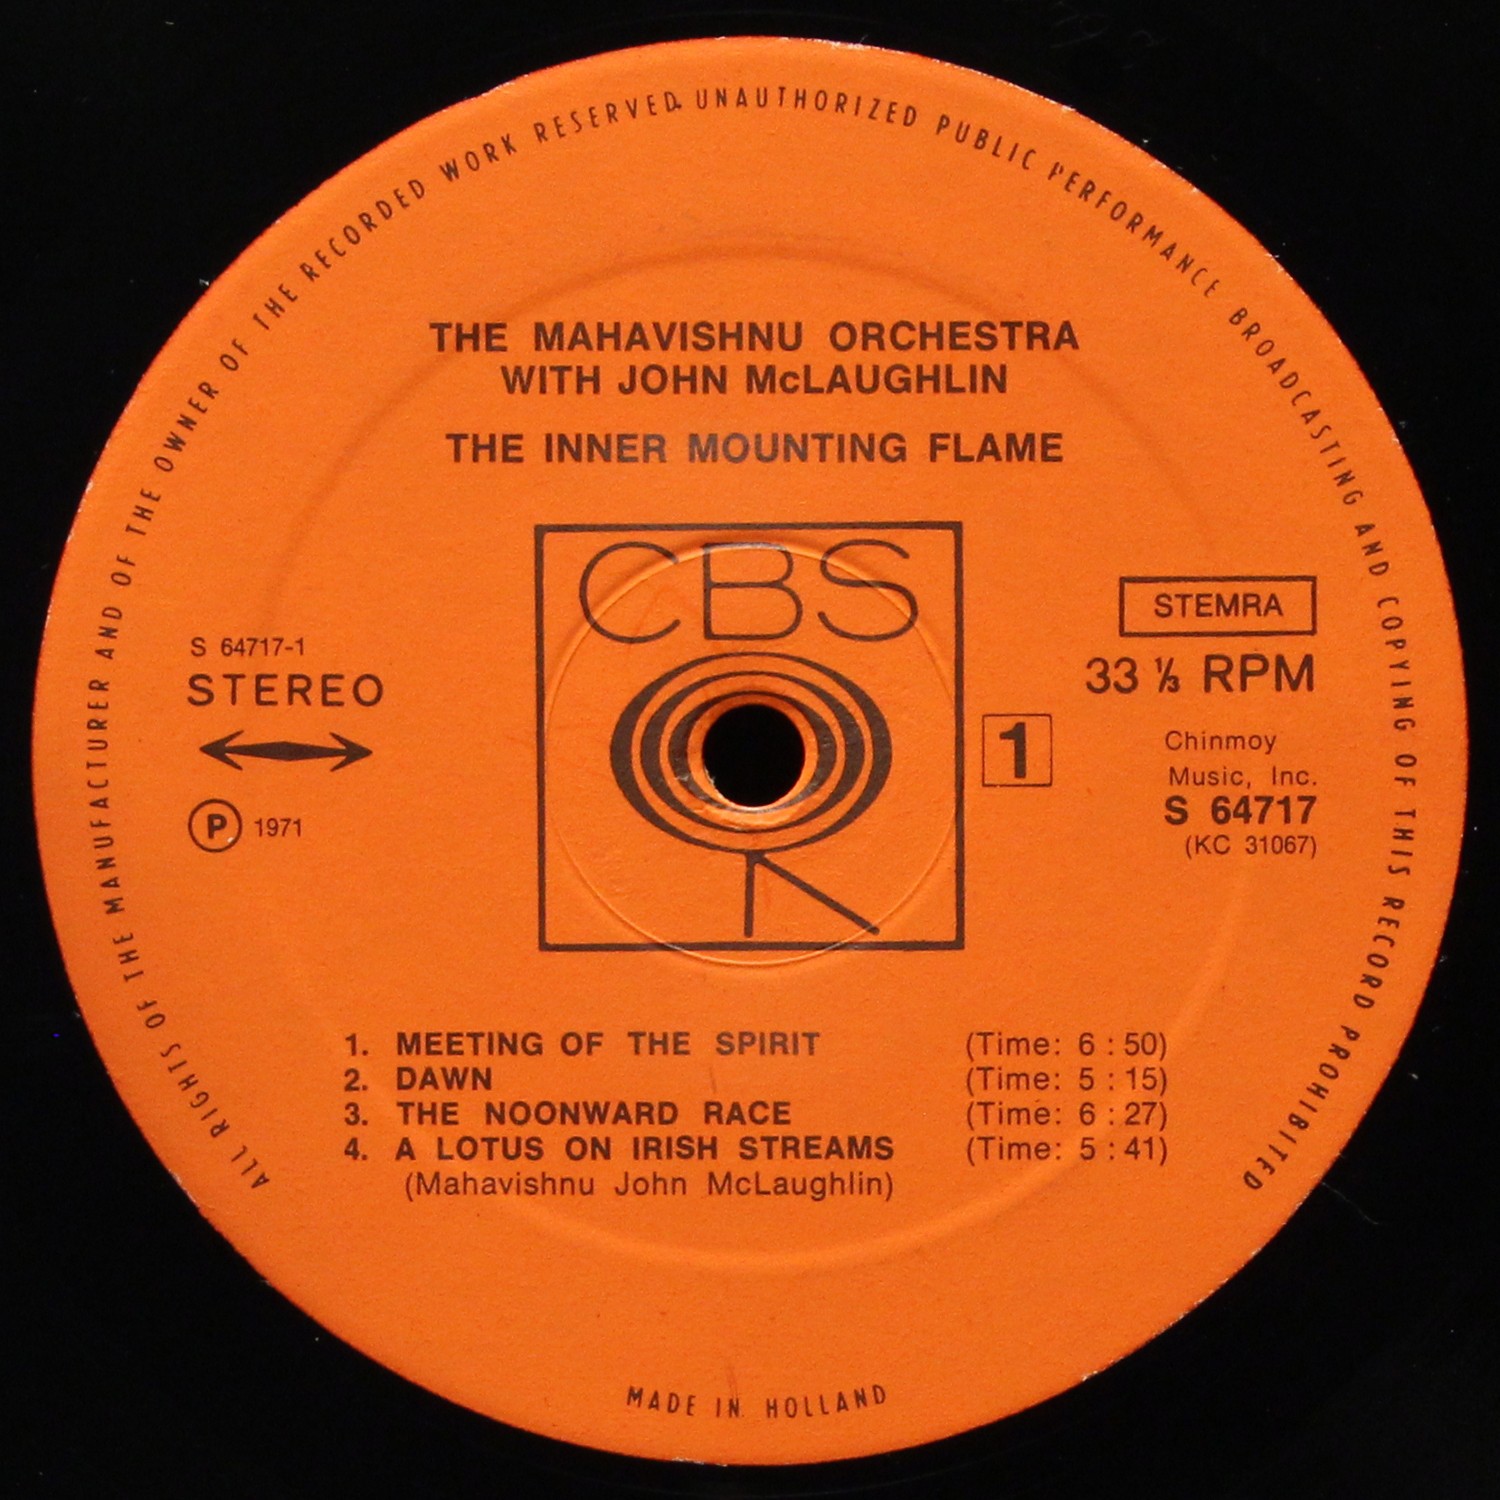 ALL RIGHTS OF THE MANUFACTURER AND OF THE OWNER OF THE RECORDED WORK RESERVED. UNAUTHORIZED PUBLIC PERFORMANCE BROADCASTING AND COPYING OF THIS RECORD PROHIBITED
THE MAHAVISHNU ORCHESTRA
WITH JOHN McLAUGHLIN
THE INNER MOUNTING FLAME
CBS
S 64717-1
STEREO
P 1971
STEMRA
33 ⅓ RPM
1
Chinmoy
Music, Inc.
S 64717
(KC 31067)
1. MEETING OF THE SPIRIT (Time: 6 : 50)
2. DAWN (Time: 5 : 15)
3. THE NOONWARD RACE (Time: 6 : 27)
4. A LOTUS ON IRISH STREAMS (Time: 5 : 41)
(Mahavishnu John McLaughlin)
MADE IN HOLLAND